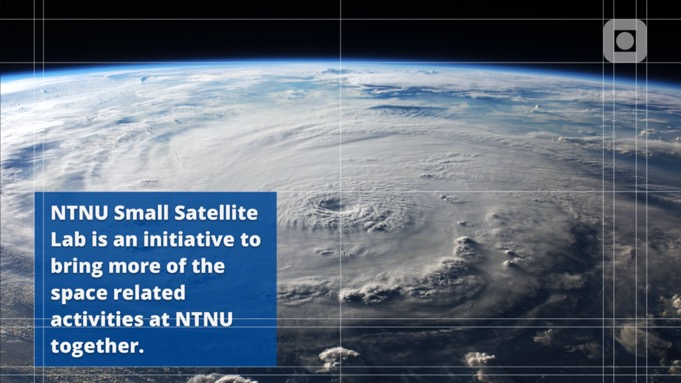 NTNU Small Satellite
Lab is an initiative to
bring more of the
space related
activities at NTNU
together.